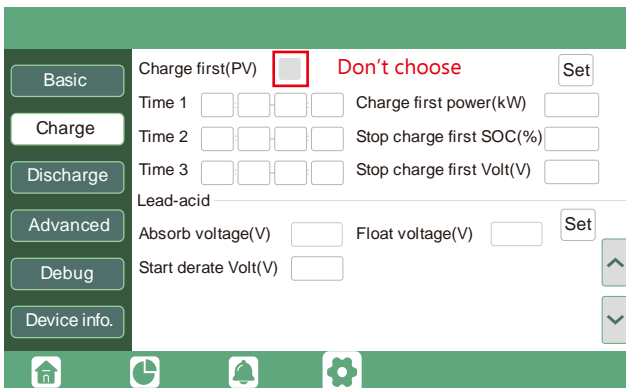 Charge first(PV) Don't choose Set
Basic
Time 1 Charge first power(kW)
Charge
Time 2 Stop charge first SOC(%)
Discharge
Time 3 Stop charge first Volt(V)
Lead-acid
Advanced
Absorb voltage(V) Float voltage(V) Set
Debug
Start derate Volt(V)
Device info.